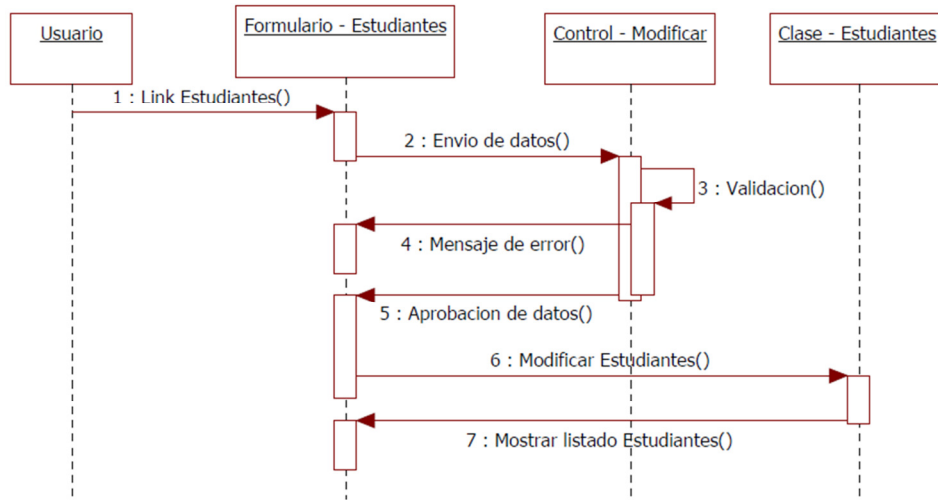 Usuario
Formulario - Estudiantes
Control - Modificar
Clase - Estudiantes
1 : Link Estudiantes()
2 : Envio de datos()
3 : Validacion()
4 : Mensaje de error()
5 : Aprobacion de datos()
6 : Modificar Estudiantes()
7 : Mostrar listado Estudiantes()